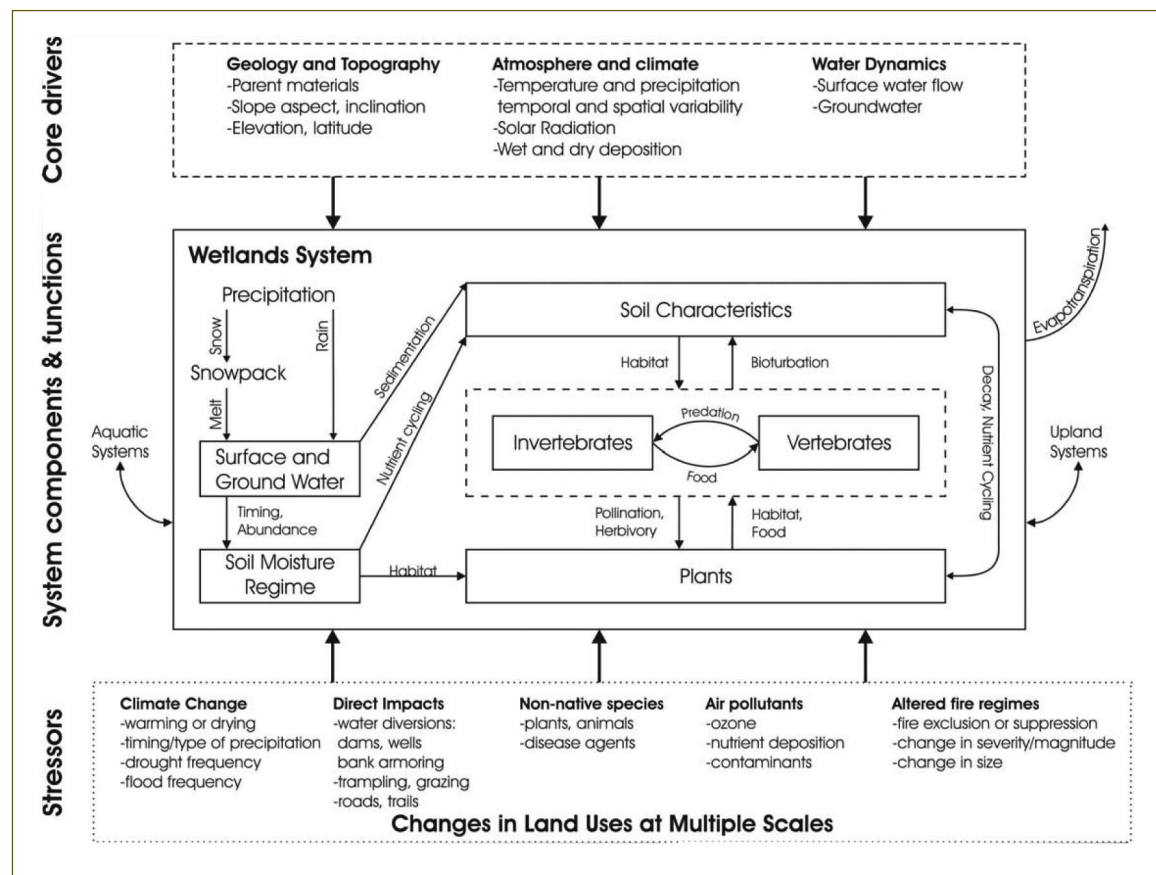 Core drivers
Geology and Topography
-Parent materials
-Slope aspect, inclination
-Elevation, latitude
Atmosphere and climate
-Temperature and precipitation
temporal and spatial variability
-Solar Radiation
-Wet and dry deposition
Water Dynamics
-Surface water flow
-Groundwater
System components & functions
Wetlands System
Precipitation
Snow
Rain
Snowpack
Melt
Surface and
Ground Water
Timing,
Abundance
Soil Moisture
Regime
Sedimentation
Nutrient cycling
Habitat
Soil Characteristics
Habitat
Bioturbation
Invertebrates
Predation
Food
Vertebrates
Pollination,
Herbivory
Habitat,
Food
Plants
Decay, Nutrient Cycling
Evapotranspiration
Aquatic
Systems
Upland
Systems
Stressors
Climate Change
-warming or drying
-timing/type of precipitation
-drought frequency
-flood frequency
Direct Impacts
-water diversions:
dams, wells
bank armoring
-trampling, grazing
-roads, trails
Non-native species
-plants, animals
-disease agents
Air pollutants
-ozone
-nutrient deposition
-contaminants
Altered fire regimes
-fire exclusion or suppression
-change in severity/magnitude
-change in size
Changes in Land Uses at Multiple Scales